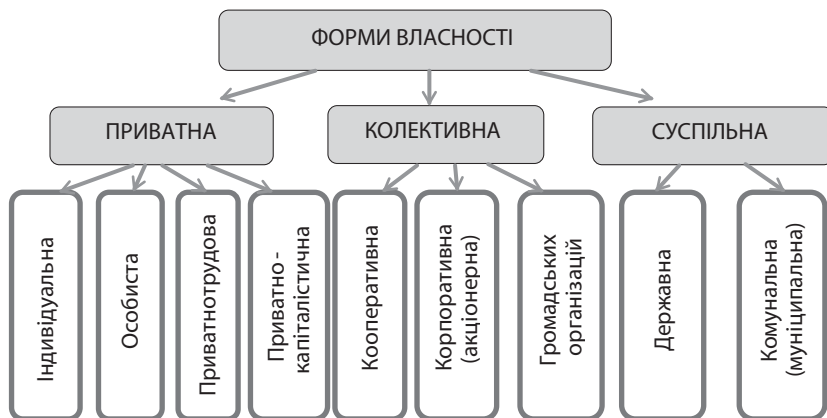 ФОРМИ ВЛАСНОСТІ
ПРИВАТНА
КОЛЕКТИВНА
СУСПІЛЬНА
Індивідуальна
Особиста
Приватнотрудова
Приватно-
капіталістична
Кооперативна
Корпоративна
(акціонерна)
Громадських
організацій
Державна
Комунальна
(муніципальна)